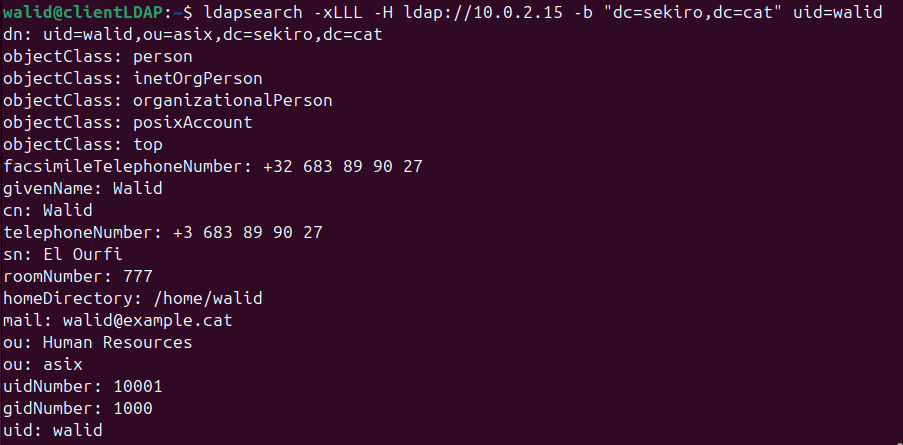 walid@clientLDAP:~$ ldapsearch -xLLL -H ldap://10.0.2.15 -b "dc=sekiro,dc=cat" uid=walid
dn: uid=walid,ou=asix,dc=sekiro,dc=cat
objectClass: person
objectClass: inetOrgPerson
objectClass: organizationalPerson
objectClass: posixAccount
objectClass: top
facsimileTelephoneNumber: +32 683 89 90 27
givenName: Walid
cn: Walid
telephoneNumber: +3 683 89 90 27
sn: El Ourfi
roomNumber: 777
homeDirectory: /home/walid
mail: walid@example.cat
ou: Human Resources
ou: asix
uidNumber: 10001
gidNumber: 1000
uid: walid